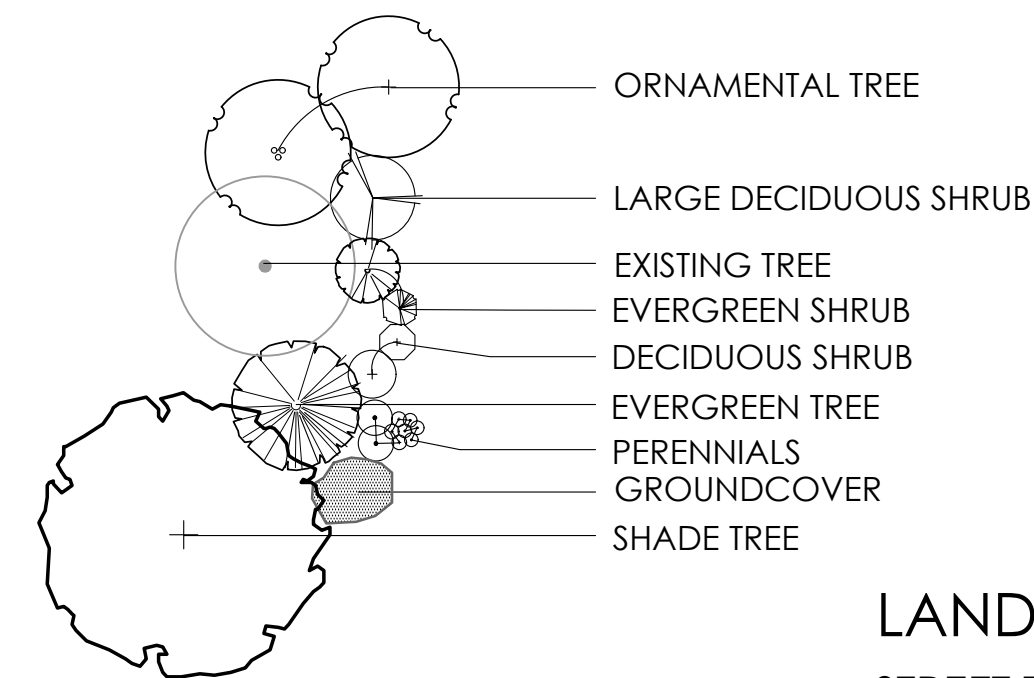 ORNAMENTAL TREE
LARGE DECIDUOUS SHRUB
EXISTING TREE
EVERGREEN SHRUB
DECIDUOUS SHRUB
EVERGREEN TREE
PERENNIALS
GROUNDCOVER
SHADE TREE
LAND